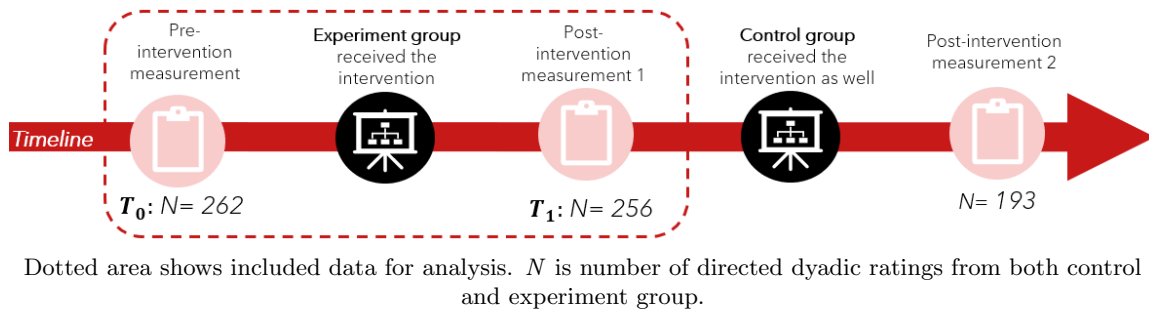 Pre-
intervention
measurement
Experiment group
received the
intervention
Post-
intervention
measurement 1
Control group
received the
intervention as well
Post-intervention
measurement 2
Timeline
T₀: N= 262
T₁: N= 256
N= 193
Dotted area shows included data for analysis. N is number of directed dyadic ratings from both control
and experiment group.